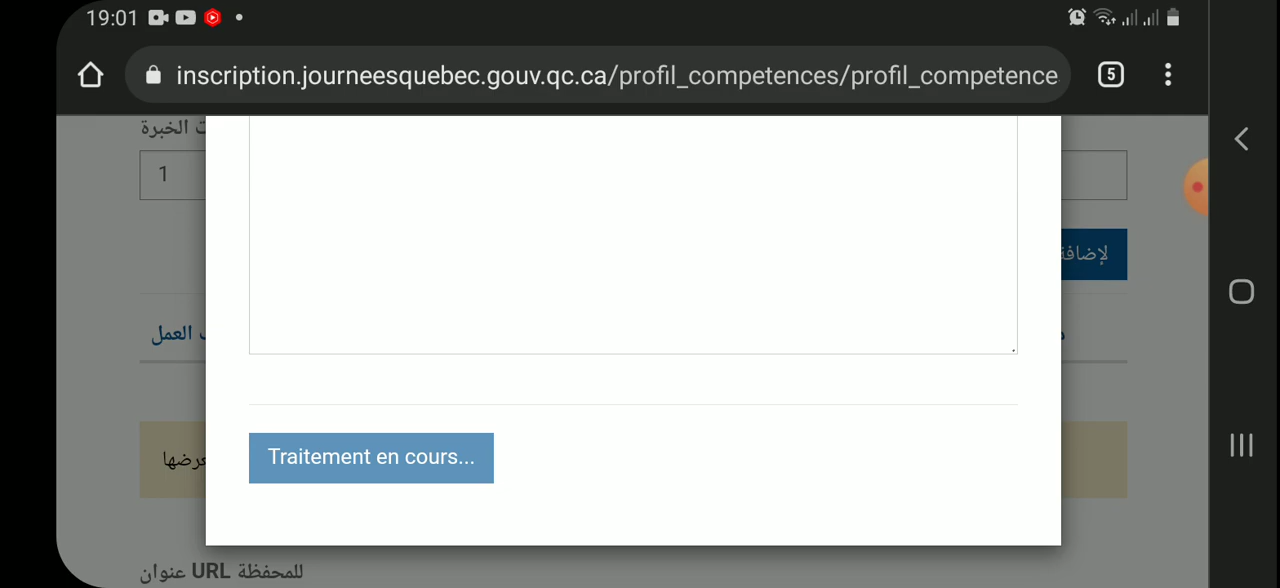 19:01
inscription.journeesquebec.gouv.qc.ca/profil_competences/profil_competence
5
الخبرة
1
لإضافة
العمل
Traitement en cours...
عنوان URL للمحفظة